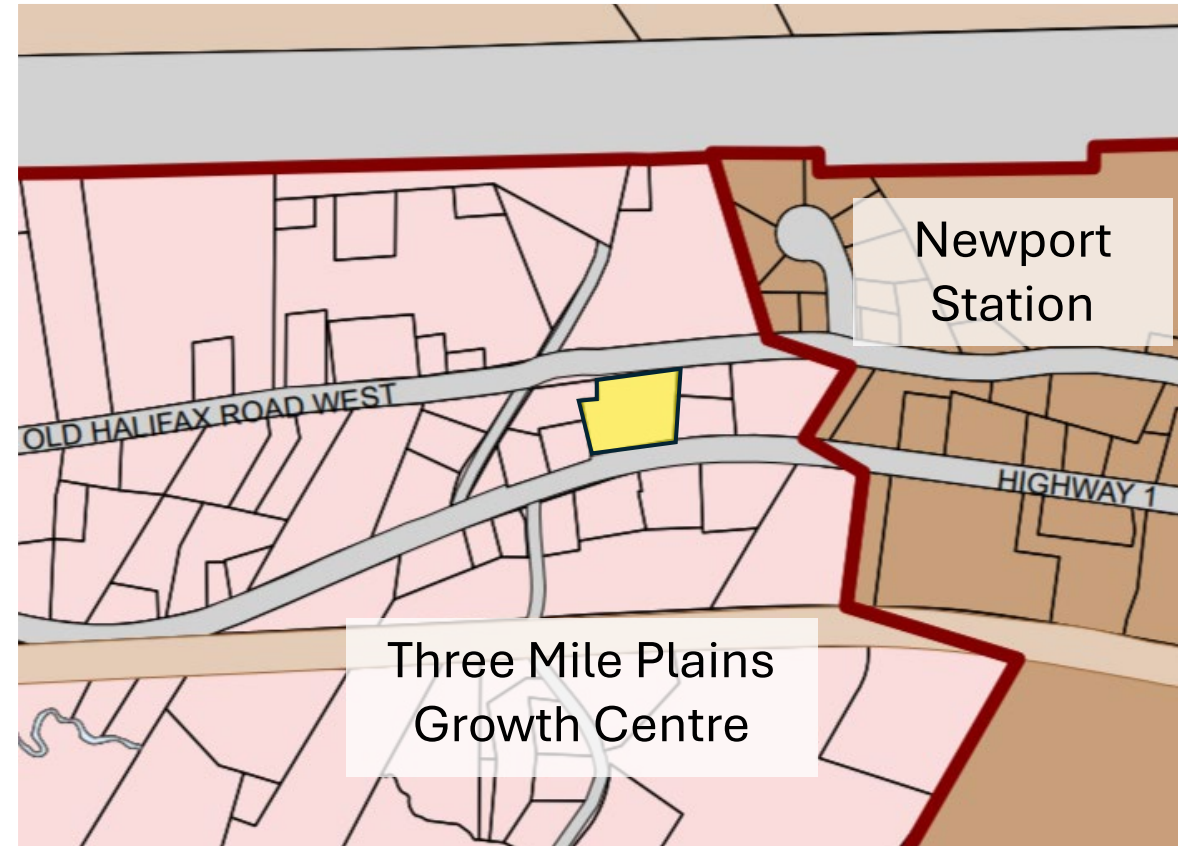 Newport
Station
OLD HALIFAX ROAD WEST
HIGHWAY 1
Three Mile Plains
Growth Centre